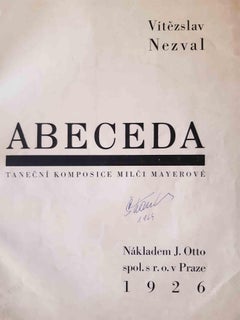 Vítězslav
Nezval
ABECEDA
TANEČNÍ KOMPOSICE MILČI MAYEROVÉ
Nákladem J. Otto
spol. s r. o. v Praze
1926